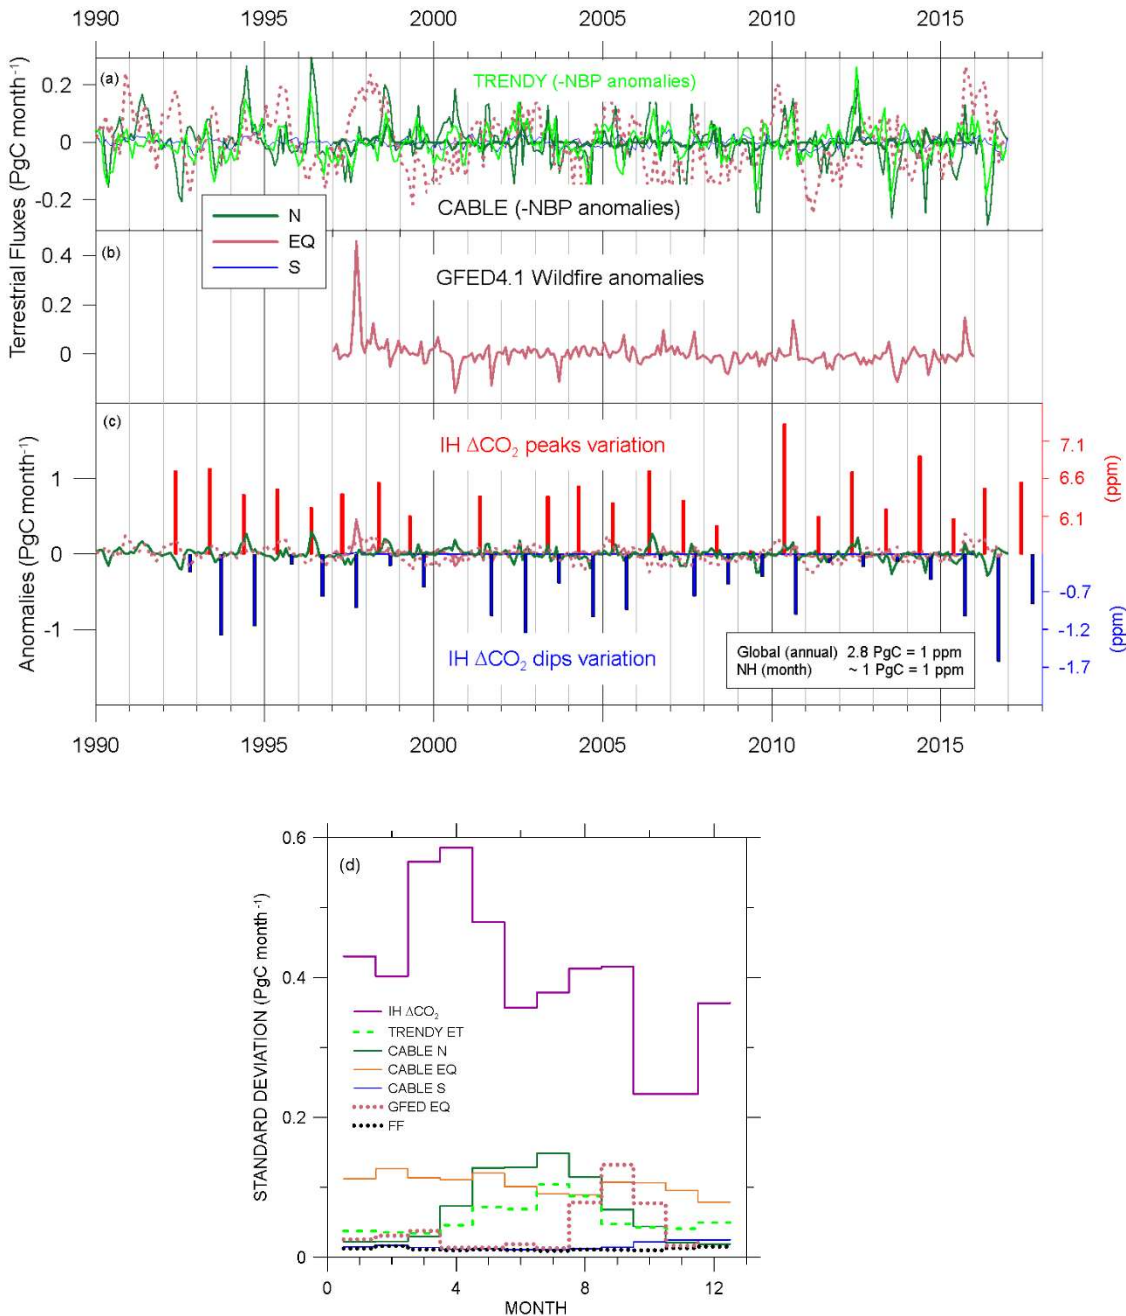 1990 1995 2000 2005 2010 2015
(a)
TRENDY (-NBP anomalies)
0.2
0
-0.2
Terrestrial Fluxes (PgC month⁻¹)
CABLE (-NBP anomalies)
N
EQ
S
(b)
GFED4.1 Wildfire anomalies
0.4
0.2
0
(c)
IH ΔCO₂ peaks variation
Anomalies (PgC month⁻¹)
1
0
-1
7.1
6.6
6.1
(ppm)
-0.7
-1.2
-1.7
(ppm)
IH ΔCO₂ dips variation
Global (annual) 2.8 PgC = 1 ppm
NH (month) ~ 1 PgC = 1 ppm
1990 1995 2000 2005 2010 2015
(d)
0.6
0.4
0.2
0
STANDARD DEVIATION (PgC month⁻¹)
IH ΔCO₂
TRENDY ET
CABLE N
CABLE EQ
CABLE S
GFED EQ
FF
0 4 8 12
MONTH